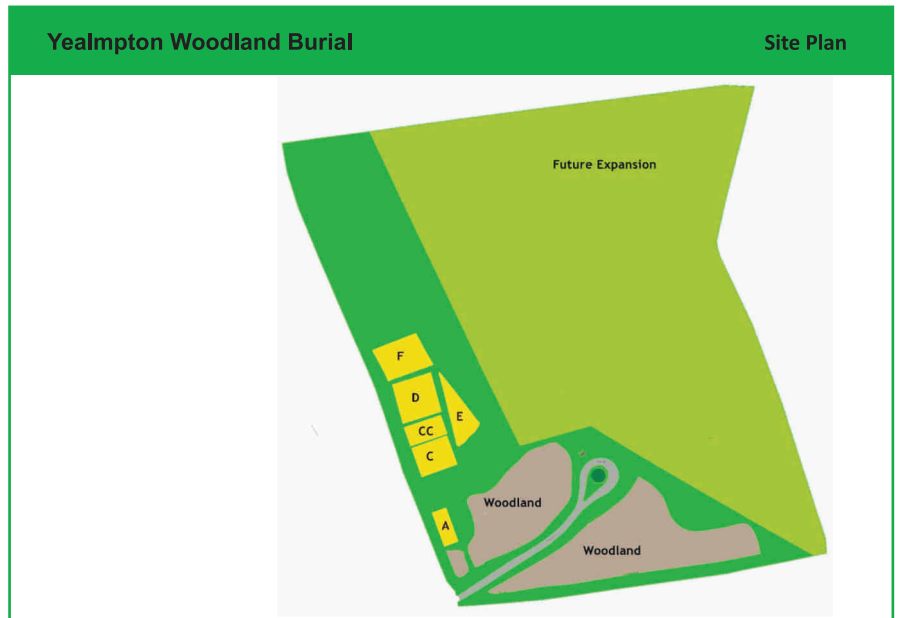 Yealmpton Woodland Burial
Site Plan
Future Expansion
F
D
E
CC
C
Woodland
A
Woodland